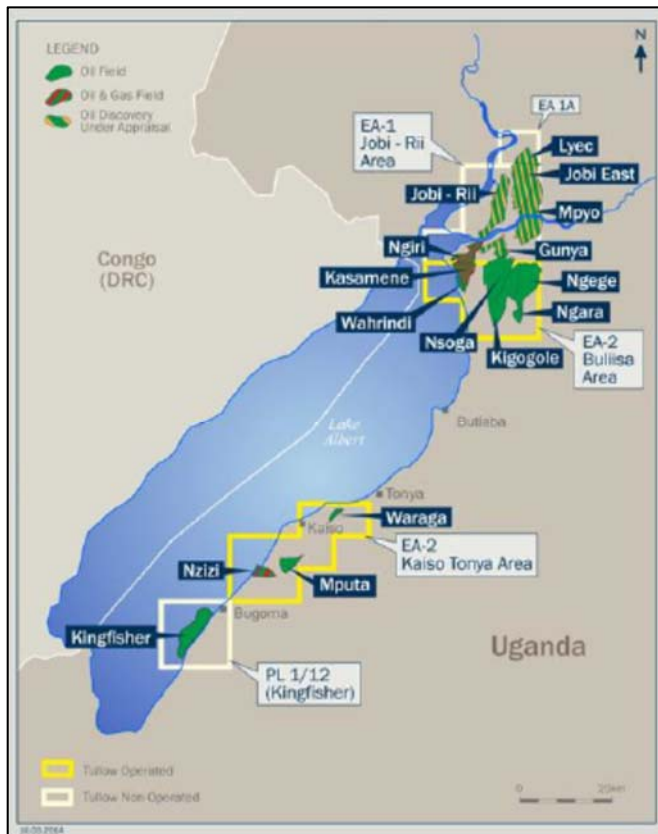 LEGEND
Oil Field
Oil & Gas Field
Oil Discovery
Under Appraisal
N
EA 1A
EA-1
Jobi - Rii
Area
Lyec
Jobi East
Jobi - Rii
Mpyo
Ngiri
Gunya
Congo
(DRC)
Kasamene
Ngege
Wahrindi
Ngara
Nsoga
Kigogole
EA-2
Buliisa
Area
Butiaba
Lake
Albert
Tonya
Kaiso
Waraga
EA-2
Kaiso Tonya Area
Nzizi
Mputa
Bugoma
Kingfisher
Uganda
PL 1/12
(Kingfisher)
Tullow Operated
Tullow Non-Operated
0
20km